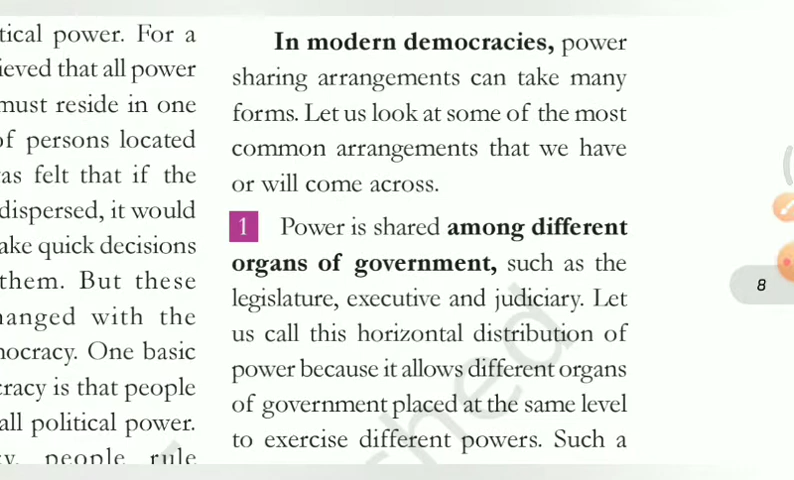 tical power. For a
ieved that all power
must reside in one
of persons located
as felt that if the
dispersed, it would
ake quick decisions
them. But these
hanged with the
mocracy. One basic
cracy is that people
all political power.
people rule
In modern democracies, power
sharing arrangements can take many
forms. Let us look at some of the most
common arrangements that we have
or will come across.
1 Power is shared among different
organs of government, such as the
legislature, executive and judiciary. Let
us call this horizontal distribution of
power because it allows different organs
of government placed at the same level
to exercise different powers. Such a
8